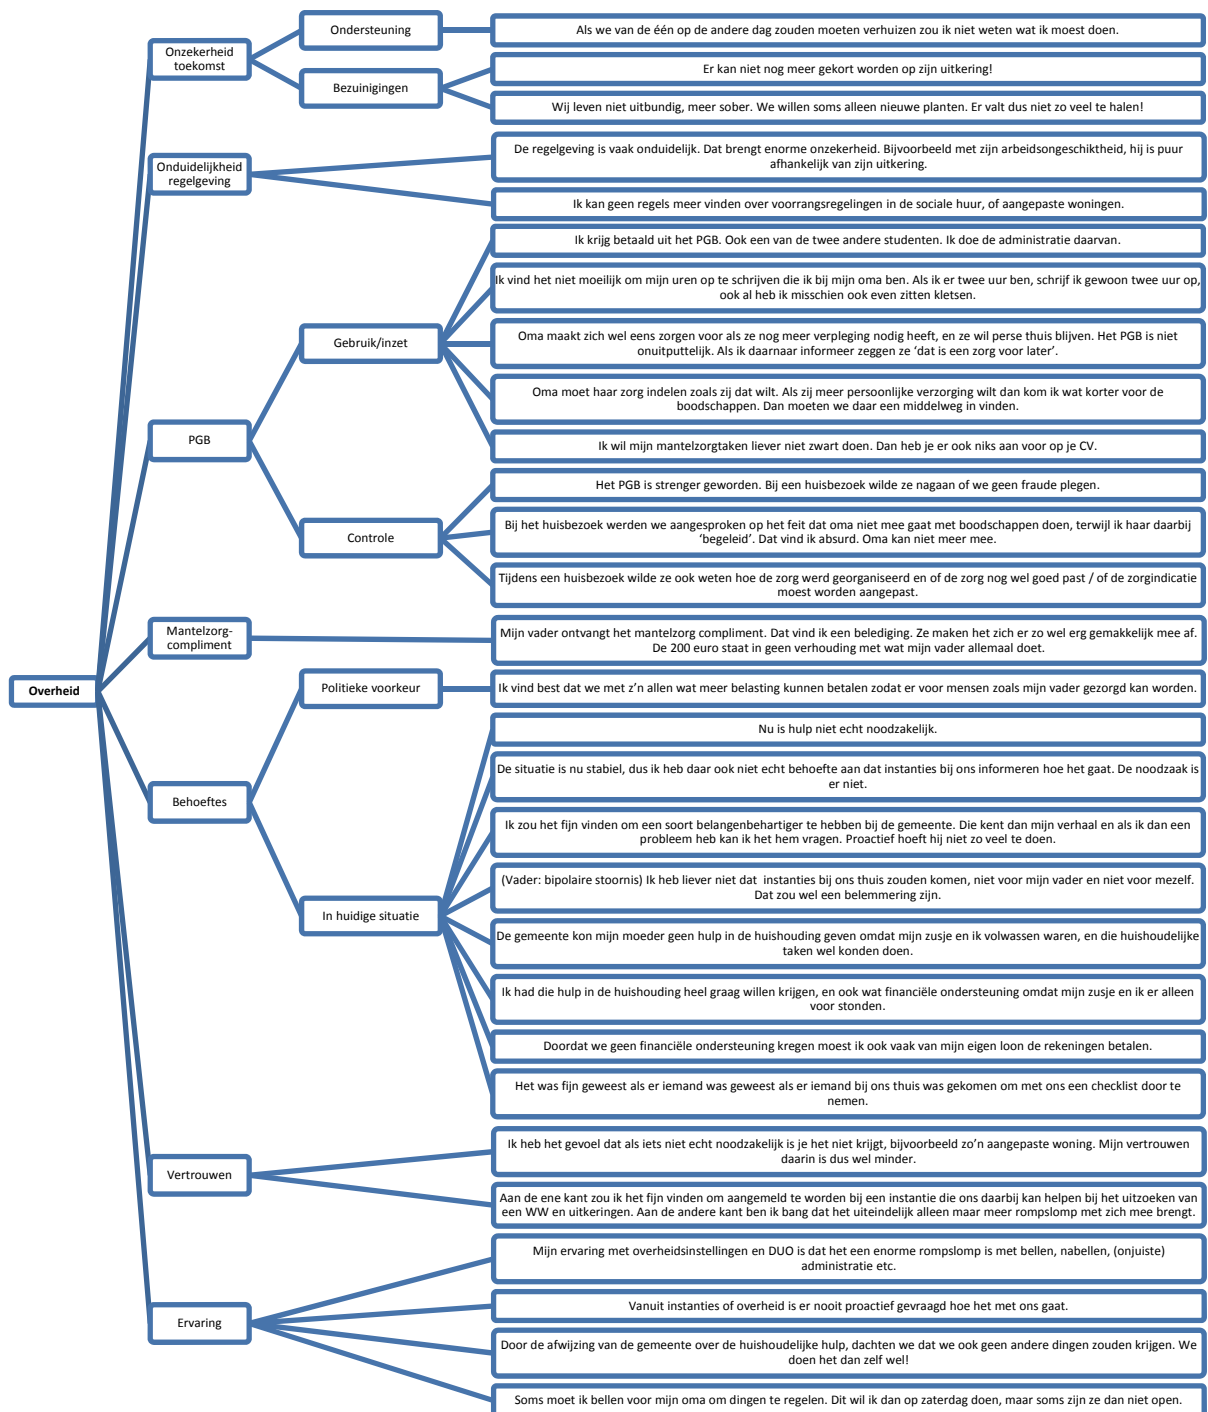 Overheid
Onzekerheid
toekomst
Ondersteuning
Als we van de één op de andere dag zouden moeten verhuizen zou ik niet weten wat ik moest doen.
Bezuinigingen
Er kan niet nog meer gekort worden op zijn uitkering!
Wij leven niet uitbundig, meer sober. We willen soms alleen nieuwe planten. Er valt dus niet zo veel te halen!
Onduidelijkheid
regelgeving
De regelgeving is vaak onduidelijk. Dat brengt enorme onzekerheid. Bijvoorbeeld met zijn arbeidsongeschiktheid, hij is puur
afhankelijk van zijn uitkering.
Ik kan geen regels meer vinden over voorrangsregelingen in de sociale huur, of aangepaste woningen.
PGB
Gebruik/inzet
Ik krijg betaald uit het PGB. Ook een van de twee andere studenten. Ik doe de administratie daarvan.
Ik vind het niet moeilijk om mijn uren op te schrijven die ik bij mijn oma ben. Als ik er twee uur ben, schrijf ik gewoon twee uur op,
ook al heb ik misschien ook even zitten kletsen.
Oma maakt zich wel eens zorgen voor als ze nog meer verpleging nodig heeft, en ze wil perse thuis blijven. Het PGB is niet
onuitputtelijk. Als ik daarnaar informeer zeggen ze ‘dat is een zorg voor later’.
Oma moet haar zorg indelen zoals zij dat wilt. Als zij meer persoonlijke verzorging wilt dan kom ik wat korter voor de
boodschappen. Dan moeten we daar een middelweg in vinden.
Ik wil mijn mantelzorgtaken liever niet zwart doen. Dan heb je er ook niks aan voor op je CV.
Controle
Het PGB is strenger geworden. Bij een huisbezoek wilde ze nagaan of we geen fraude plegen.
Bij het huisbezoek werden we aangesproken op het feit dat oma niet mee gaat met boodschappen doen, terwijl ik haar daarbij
‘begeleid’. Dat vind ik absurd. Oma kan niet meer mee.
Tijdens een huisbezoek wilde ze ook weten hoe de zorg werd georganiseerd en of de zorg nog wel goed past / of de zorgindicatie
moest worden aangepast.
Mantelzorg-
compliment
Mijn vader ontvangt het mantelzorg compliment. Dat vind ik een belediging. Ze maken het zich er zo wel erg gemakkelijk mee af.
De 200 euro staat in geen verhouding met wat mijn vader allemaal doet.
Behoeftes
Politieke voorkeur
Ik vind best dat we met z’n allen wat meer belasting kunnen betalen zodat er voor mensen zoals mijn vader gezorgd kan worden.
In huidige situatie
Nu is hulp niet echt noodzakelijk.
De situatie is nu stabiel, dus ik heb daar ook niet echt behoefte aan dat instanties bij ons informeren hoe het gaat. De noodzaak is
er niet.
Ik zou het fijn vinden om een soort belangenbehartiger te hebben bij de gemeente. Die kent dan mijn verhaal en als ik dan een
probleem heb kan ik het hem vragen. Proactief hoeft hij niet zo veel te doen.
(Vader: bipolaire stoornis) Ik heb liever niet dat instanties bij ons thuis zouden komen, niet voor mijn vader en niet voor mezelf.
Dat zou wel een belemmering zijn.
De gemeente kon mijn moeder geen hulp in de huishouding geven omdat mijn zusje en ik volwassen waren, en die huishoudelijke
taken wel konden doen.
Ik had die hulp in de huishouding heel graag willen krijgen, en ook wat financiële ondersteuning omdat mijn zusje en ik er alleen
voor stonden.
Doordat we geen financiële ondersteuning kregen moest ik ook vaak van mijn eigen loon de rekeningen betalen.
Het was fijn geweest als er iemand was geweest als er iemand bij ons thuis was gekomen om met ons een checklist door te
nemen.
Vertrouwen
Ik heb het gevoel dat als iets niet echt noodzakelijk is je het niet krijgt, bijvoorbeeld zo’n aangepaste woning. Mijn vertrouwen
daarin is dus wel minder.
Aan de ene kant zou ik het fijn vinden om aangemeld te worden bij een instantie die ons daarbij kan helpen bij het uitzoeken van
een WW en uitkeringen. Aan de andere kant ben ik bang dat het uiteindelijk alleen maar meer rompslomp met zich mee brengt.
Ervaring
Mijn ervaring met overheidsinstellingen en DUO is dat het een enorme rompslomp is met bellen, nabellen, (onjuiste)
administratie etc.
Vanuit instanties of overheid is er nooit proactief gevraagd hoe het met ons gaat.
Door de afwijzing van de gemeente over de huishoudelijke hulp, dachten we dat we ook geen andere dingen zouden krijgen. We
doen het dan zelf wel!
Soms moet ik bellen voor mijn oma om dingen te regelen. Dit wil ik dan op zaterdag doen, maar soms zijn ze dan niet open.